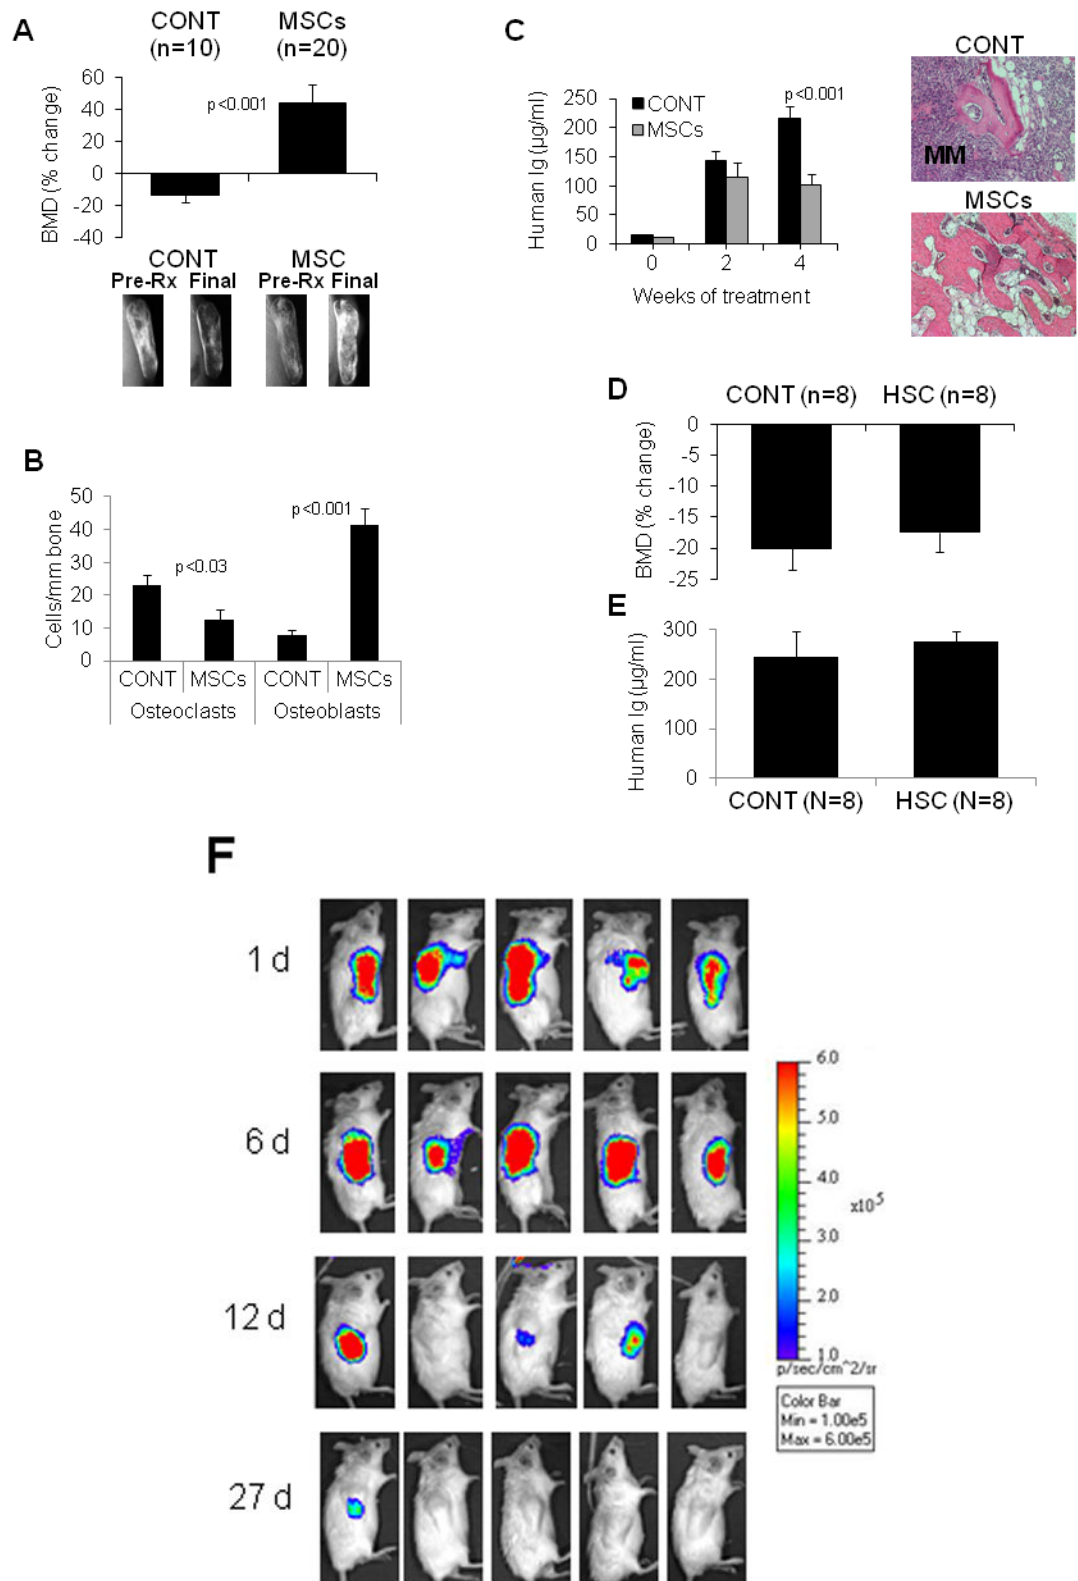 A
CONT
(n=10)
MSCs
(n=20)
BMD (% change)
60
40
20
0
-20
-40
p<0.001
CONT
MSC
Pre-Rx Final
Pre-Rx Final
B
Cells/mm bone
50
40
30
20
10
0
p<0.03
p<0.001
CONT MSCs CONT MSCs
Osteoclasts Osteoblasts
C
Human Ig (µg/ml)
250
200
150
100
50
0
CONT
MSCs
p<0.001
0 2 4
Weeks of treatment
CONT
MM
MSCs
D
CONT (n=8) HSC (n=8)
BMD (% change)
0
-5
-10
-15
-20
-25
E
Human Ig (µg/ml)
300
200
100
0
CONT (N=8) HSC (N=8)
F
1 d
6 d
12 d
27 d
6.0
5.0
4.0
x10^5
3.0
2.0
1.0
p/sec/cm^2/sr
Color Bar
Min = 1.00e5
Max = 6.00e5